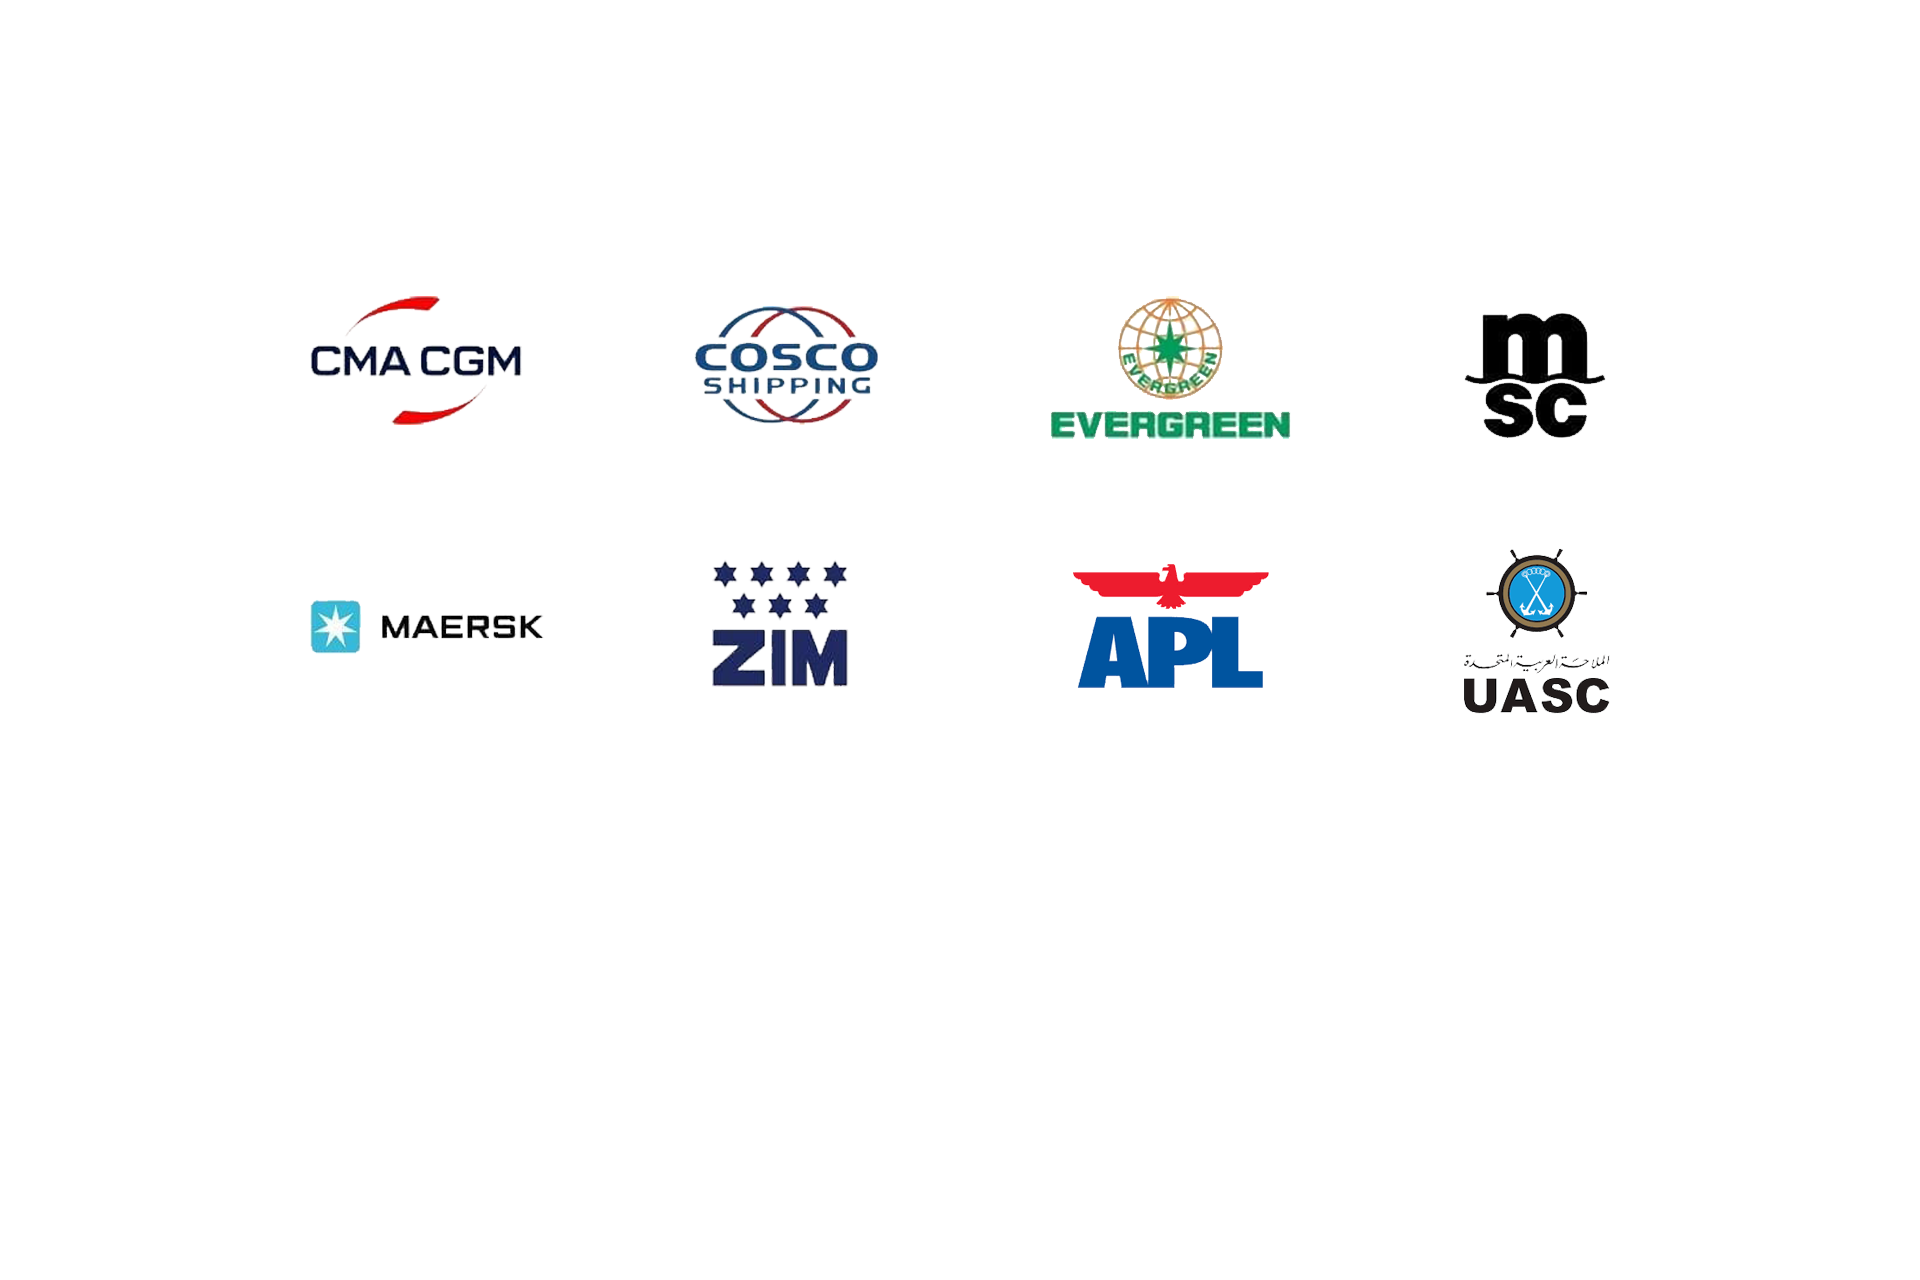 CMA CGM
COSCO
SHIPPING
EVERGREEN
EVERGREEN
msc
MAERSK
ZIM
APL
الملاحة العربية المتحدة
UASC